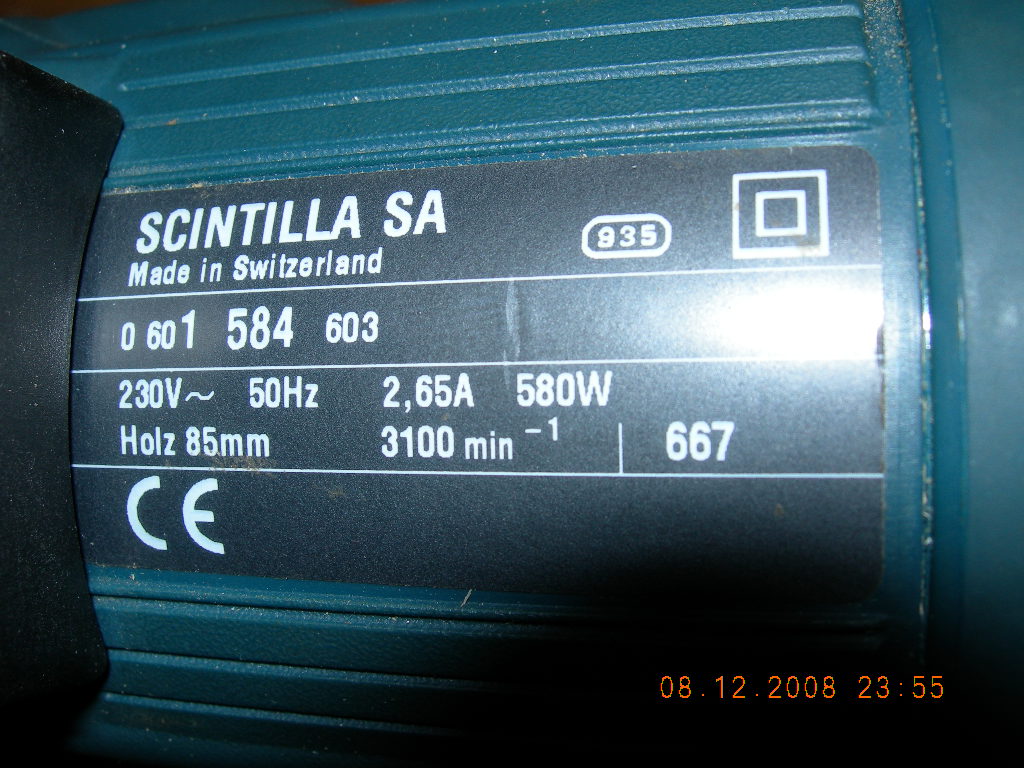 SCINTILLA SA
935
Made in Switzerland
0 601 584 603
230V~ 50Hz 2,65A 580W
Holz 85mm 3100 min⁻¹ 667
CE
08.12.2008 23:55